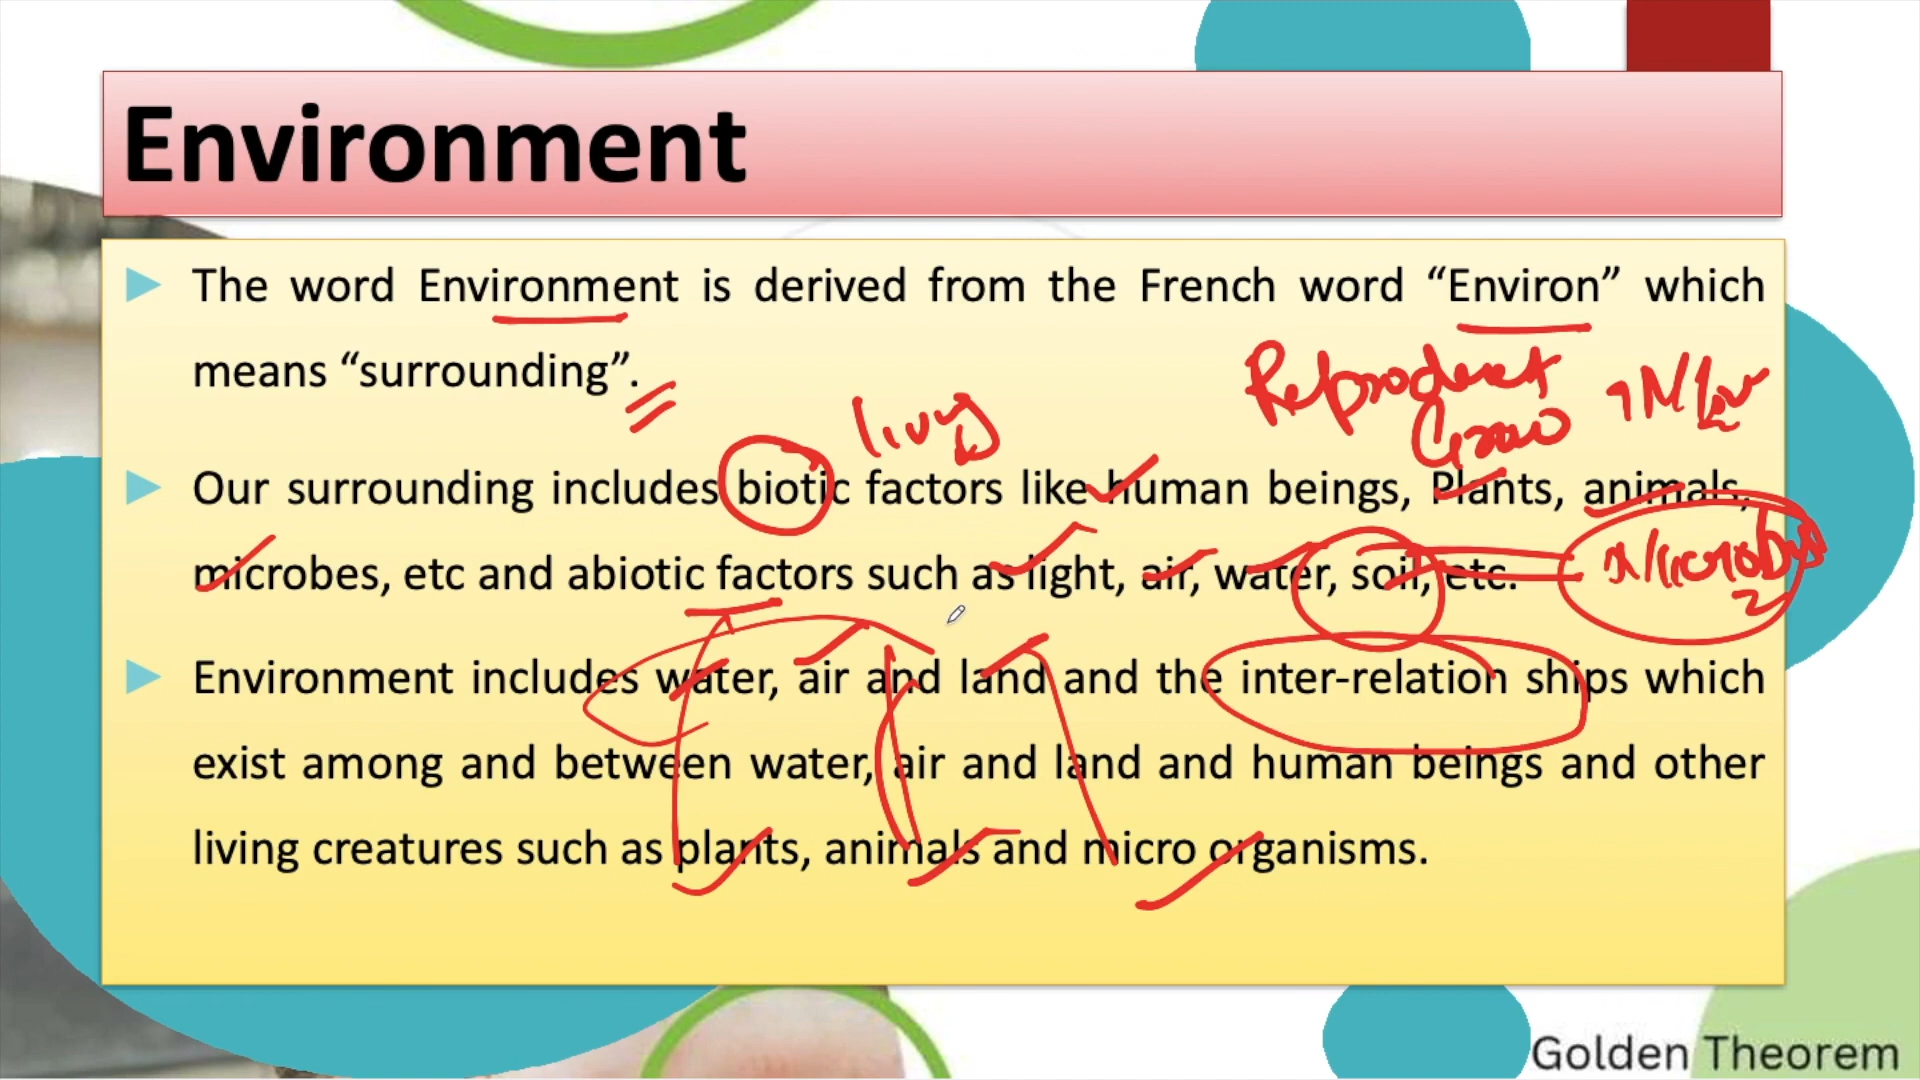 Environment
The word Environment is derived from the French word “Environ” which
means “surrounding”.
living
Grow
Our surrounding includes biotic factors like human beings, Plants, animals,
microbes, etc and abiotic factors such as light, air, water, soil, etc.
Microbes
Environment includes water, air and land and the inter-relation ships which
exist among and between water, air and land and human beings and other
living creatures such as plants, animals and micro organisms.
Golden Theorem